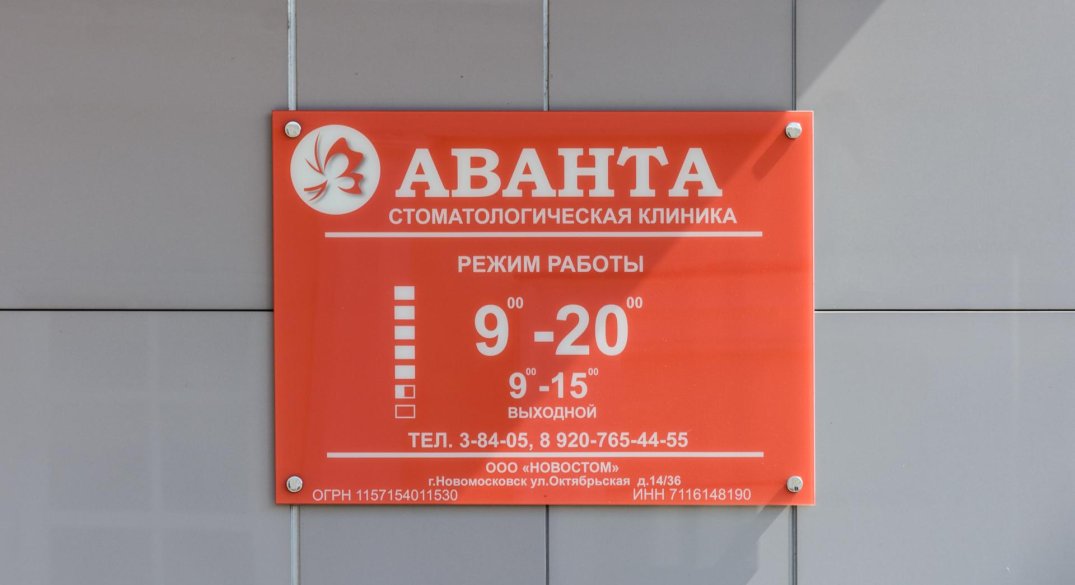 АВАНТА
СТОМАТОЛОГИЧЕСКАЯ КЛИНИКА
РЕЖИМ РАБОТЫ
9⁰⁰-20⁰⁰
9⁰⁰-15⁰⁰
ВЫХОДНОЙ
ТЕЛ. 3-84-05, 8 920-765-44-55
ООО «НОВОСТОМ»
г.Новомосковск ул.Октябрьская д.14/36
ОГРН 1157154011530 ИНН 7116148190